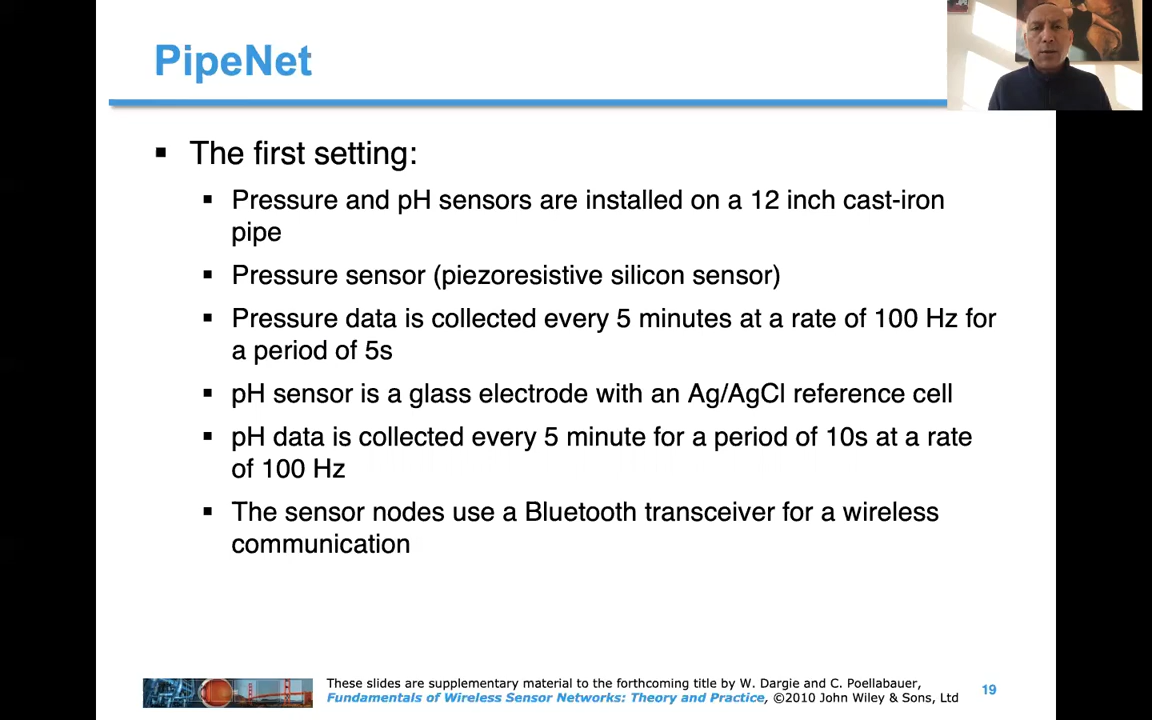 PipeNet
The first setting:
Pressure and pH sensors are installed on a 12 inch cast-iron
pipe
Pressure sensor (piezoresistive silicon sensor)
Pressure data is collected every 5 minutes at a rate of 100 Hz for
a period of 5s
pH sensor is a glass electrode with an Ag/AgCl reference cell
pH data is collected every 5 minute for a period of 10s at a rate
of 100 Hz
The sensor nodes use a Bluetooth transceiver for a wireless
communication
These slides are supplementary material to the forthcoming title by W. Dargie and C. Poellabauer,
Fundamentals of Wireless Sensor Networks: Theory and Practice, ©2010 John Wiley & Sons, Ltd
19